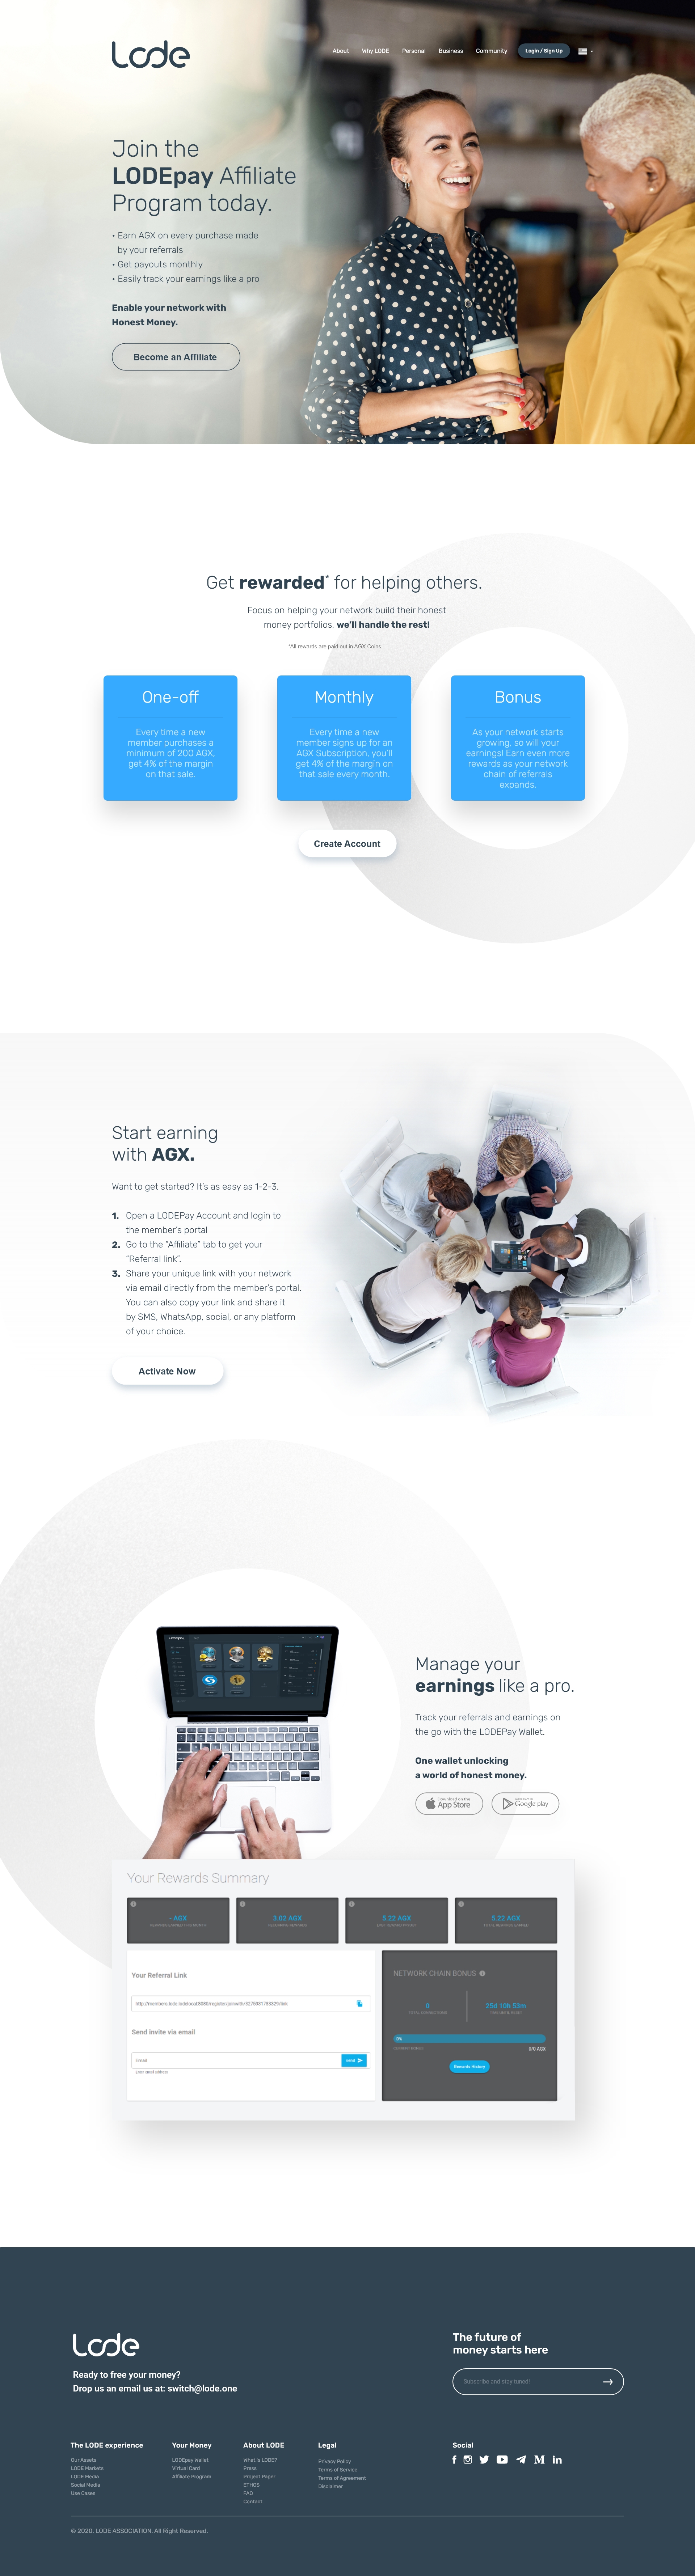 Lode
About Why LODE Personal Business Community Login / Sign Up
Join the
LODEpay Affiliate
Program today.
• Earn AGX on every purchase made
by your referrals
• Get payouts monthly
• Easily track your earnings like a pro
Enable your network with
Honest Money.
Become an Affiliate
Get rewarded* for helping others.
Focus on helping your network build their honest
money portfolios, we'll handle the rest!
*All rewards are paid out in AGX Coins
One-off
Every time a new
member purchases a
minimum of 200 AGX,
get 4% of the margin
on that sale.
Monthly
Every time a new
member signs up for an
AGX Subscription, you'll
get 4% of the margin on
that sale every month.
Bonus
As your network starts
growing, so will your
earnings! Earn even more
rewards as your network
chain of referrals
expands.
Create Account
Start earning
with AGX.
Want to get started? It's as easy as 1-2-3.
1. Open a LODEPay Account and login to
the member's portal
2. Go to the "Affiliate" tab to get your
"Referral link".
3. Share your unique link with your network
via email directly from the member's portal.
You can also copy your link and share it
by SMS, WhatsApp, social, or any platform
of your choice.
Activate Now
Manage your
earnings like a pro.
Track your referrals and earnings on
the go with the LODEPay Wallet.
One wallet unlocking
a world of honest money.
Download on the
App Store
Google play
Your Rewards Summary
- AGX
3.02 AGX
5.22 AGX
5.22 AGX
Your Referral Link
Send invite via email
Email
send
NETWORK CHAIN BONUS
0
25d 10h 53m
0%
0/0 AGX
Rewards History
Lode
Ready to free your money?
Drop us an email us at: switch@lode.one
The future of
money starts here
Subscribe and stay tuned!
The LODE experience
Our Assets
LODE Markets
LODE Media
Social Media
Use Cases
Your Money
LODEpay Wallet
Virtual Card
Affiliate Program
About LODE
What is LODE?
Press
Project Paper
ETHOS
FAQ
Contact
Legal
Privacy Policy
Terms of Service
Terms of Agreement
Disclaimer
Social
© 2020. LODE ASSOCIATION. All Right Reserved.